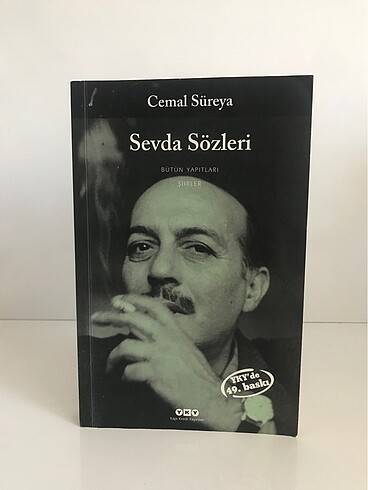 Cemal Süreya
Sevda Sözleri
BÜTÜN YAPITLARI
ŞİİRLER
YKY'de
49. baskı
YKY
Yapı Kredi Yayınları